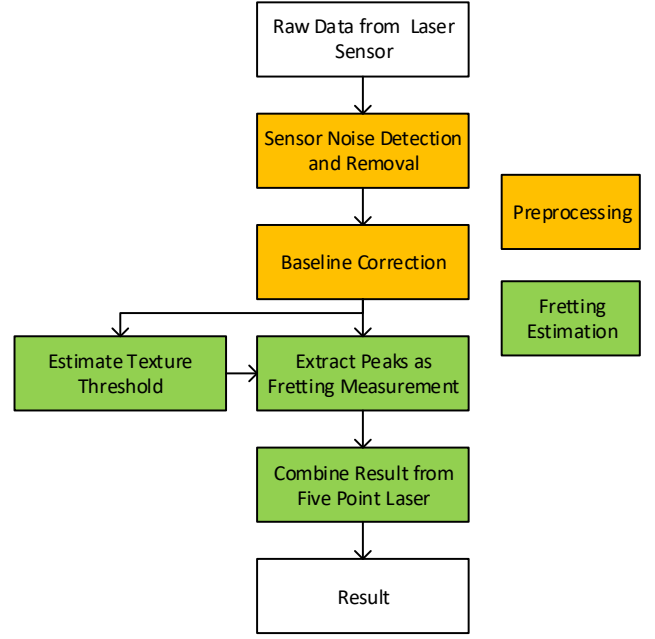 Raw Data from Laser
Sensor
Sensor Noise Detection
and Removal
Preprocessing
Baseline Correction
Fretting
Estimation
Estimate Texture
Threshold
Extract Peaks as
Fretting Measurement
Combine Result from
Five Point Laser
Result